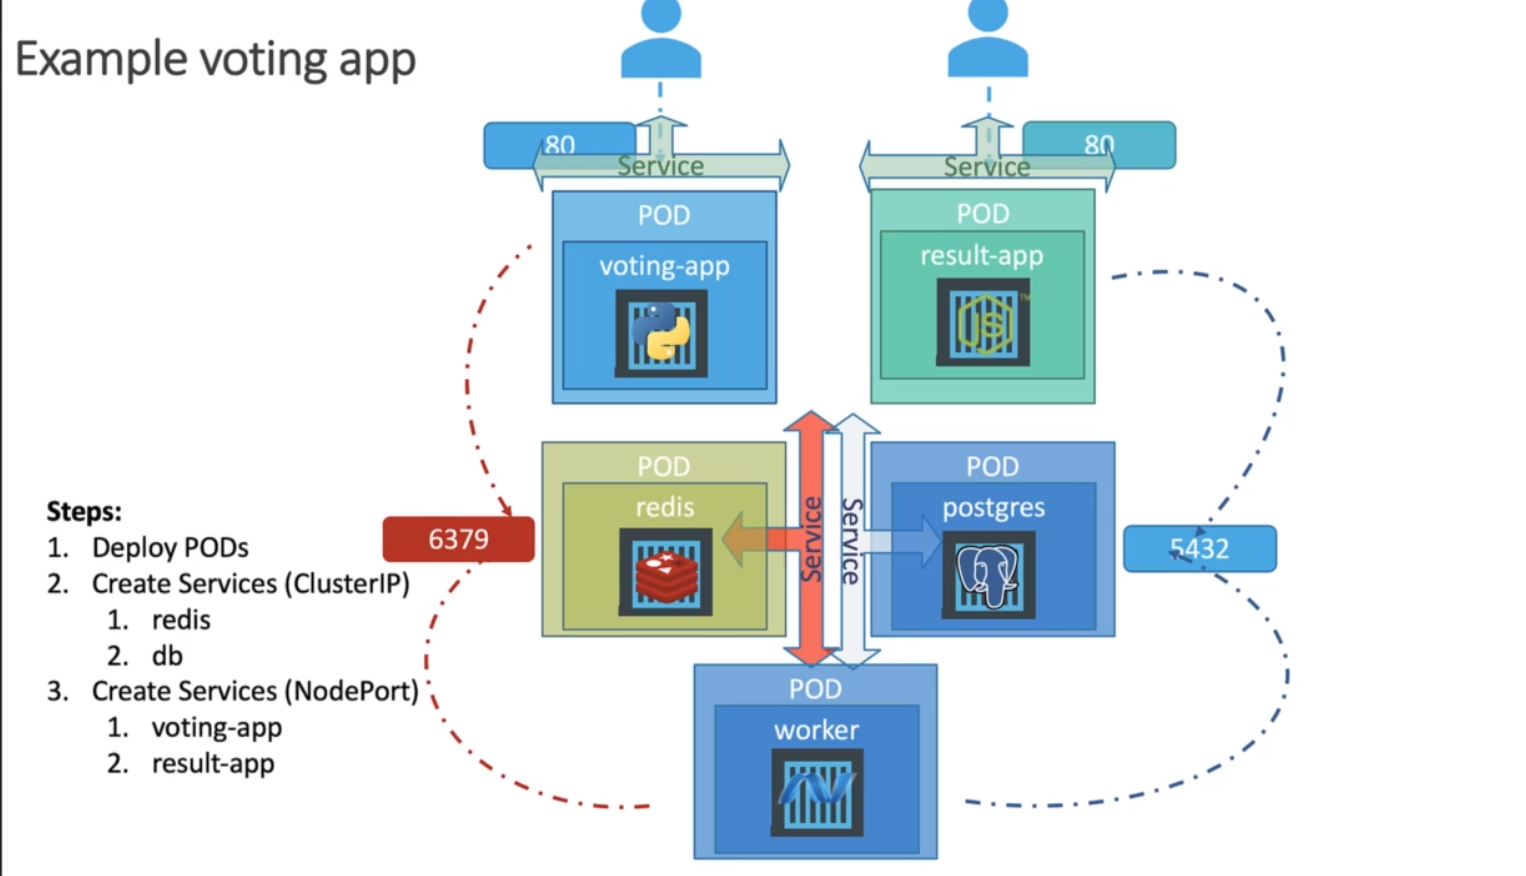 Example voting app
80
Service
80
Service
POD
voting-app
POD
result-app
JS
TM
POD
redis
POD
postgres
Service
Service
6379
5432
Steps:
1. Deploy PODs
2. Create Services (ClusterIP)
1. redis
2. db
3. Create Services (NodePort)
1. voting-app
2. result-app
POD
worker